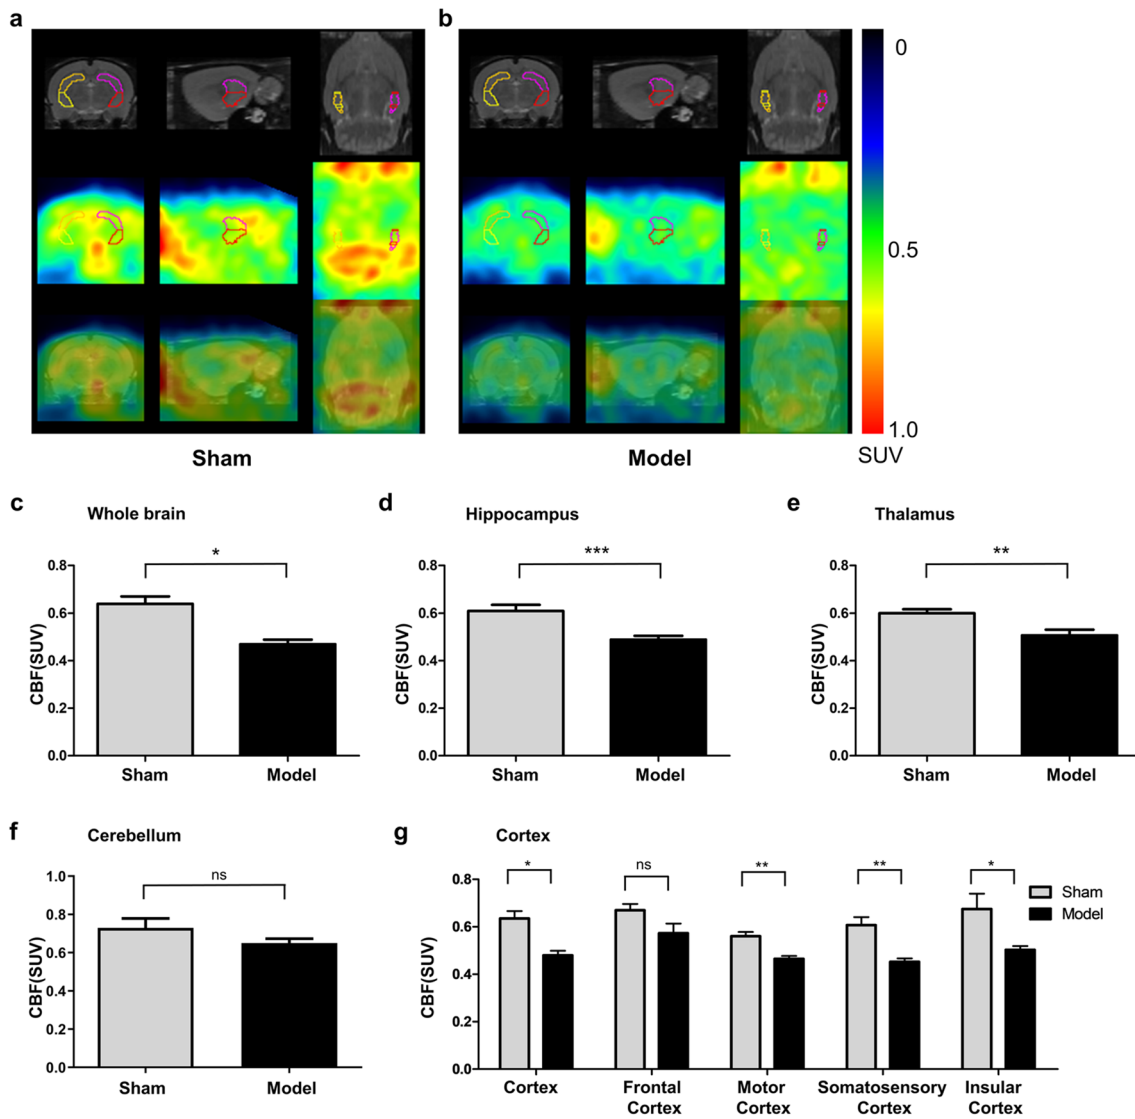 a
b
0
0.5
1.0
SUV
Sham
Model
c
Whole brain
*
CBF(SUV)
0.8
0.6
0.4
0.2
0.0
Sham
Model
d
Hippocampus
***
CBF(SUV)
0.8
0.6
0.4
0.2
0.0
Sham
Model
e
Thalamus
**
CBF(SUV)
0.8
0.6
0.4
0.2
0.0
Sham
Model
f
Cerebellum
ns
CBF(SUV)
1.0
0.8
0.6
0.4
0.2
0.0
Sham
Model
g
Cortex
* ns ** ** *
Sham
Model
CBF(SUV)
0.8
0.6
0.4
0.2
0.0
Cortex
Frontal
Cortex
Motor
Cortex
Somatosensory
Cortex
Insular
Cortex